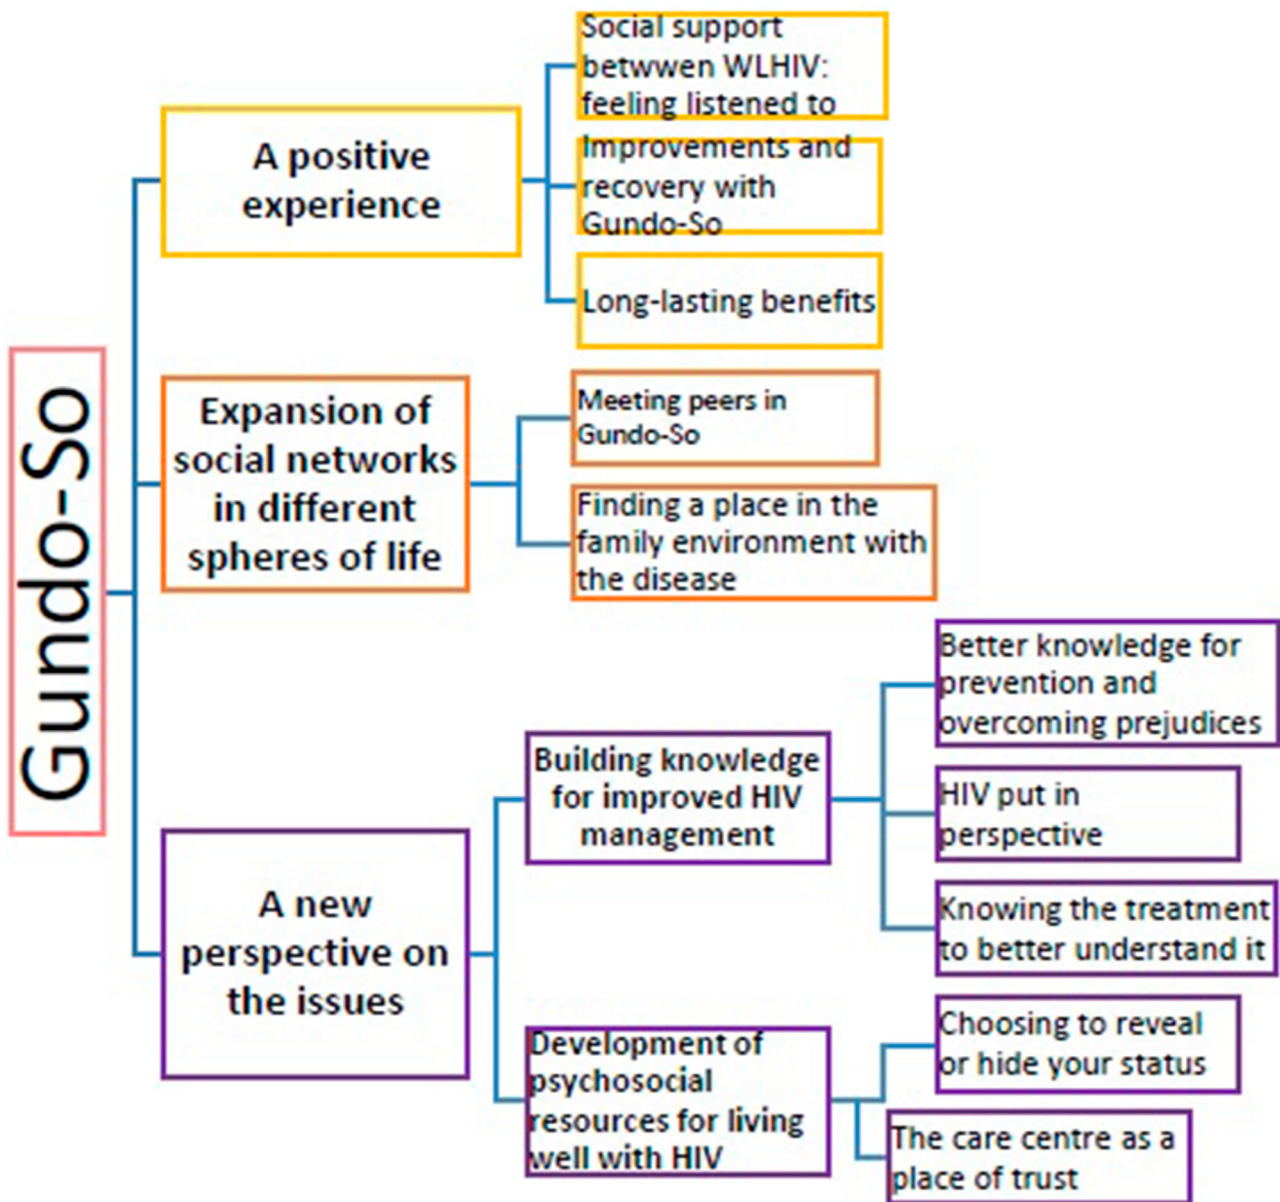 Gundo-So
A positive
experience
Social support
betwwen WLHIV:
feeling listened to
Improvements and
recovery with
Gundo-So
Long-lasting benefits
Expansion of
social networks
in different
spheres of life
Meeting peers in
Gundo-So
Finding a place in the
family environment with
the disease
A new
perspective on
the issues
Building knowledge
for improved HIV
management
Better knowledge for
prevention and
overcoming prejudices
HIV put in
perspective
Knowing the treatment
to better understand it
Development of
psychosocial
resources for living
well with HIV
Choosing to reveal
or hide your status
The care centre as a
place of trust